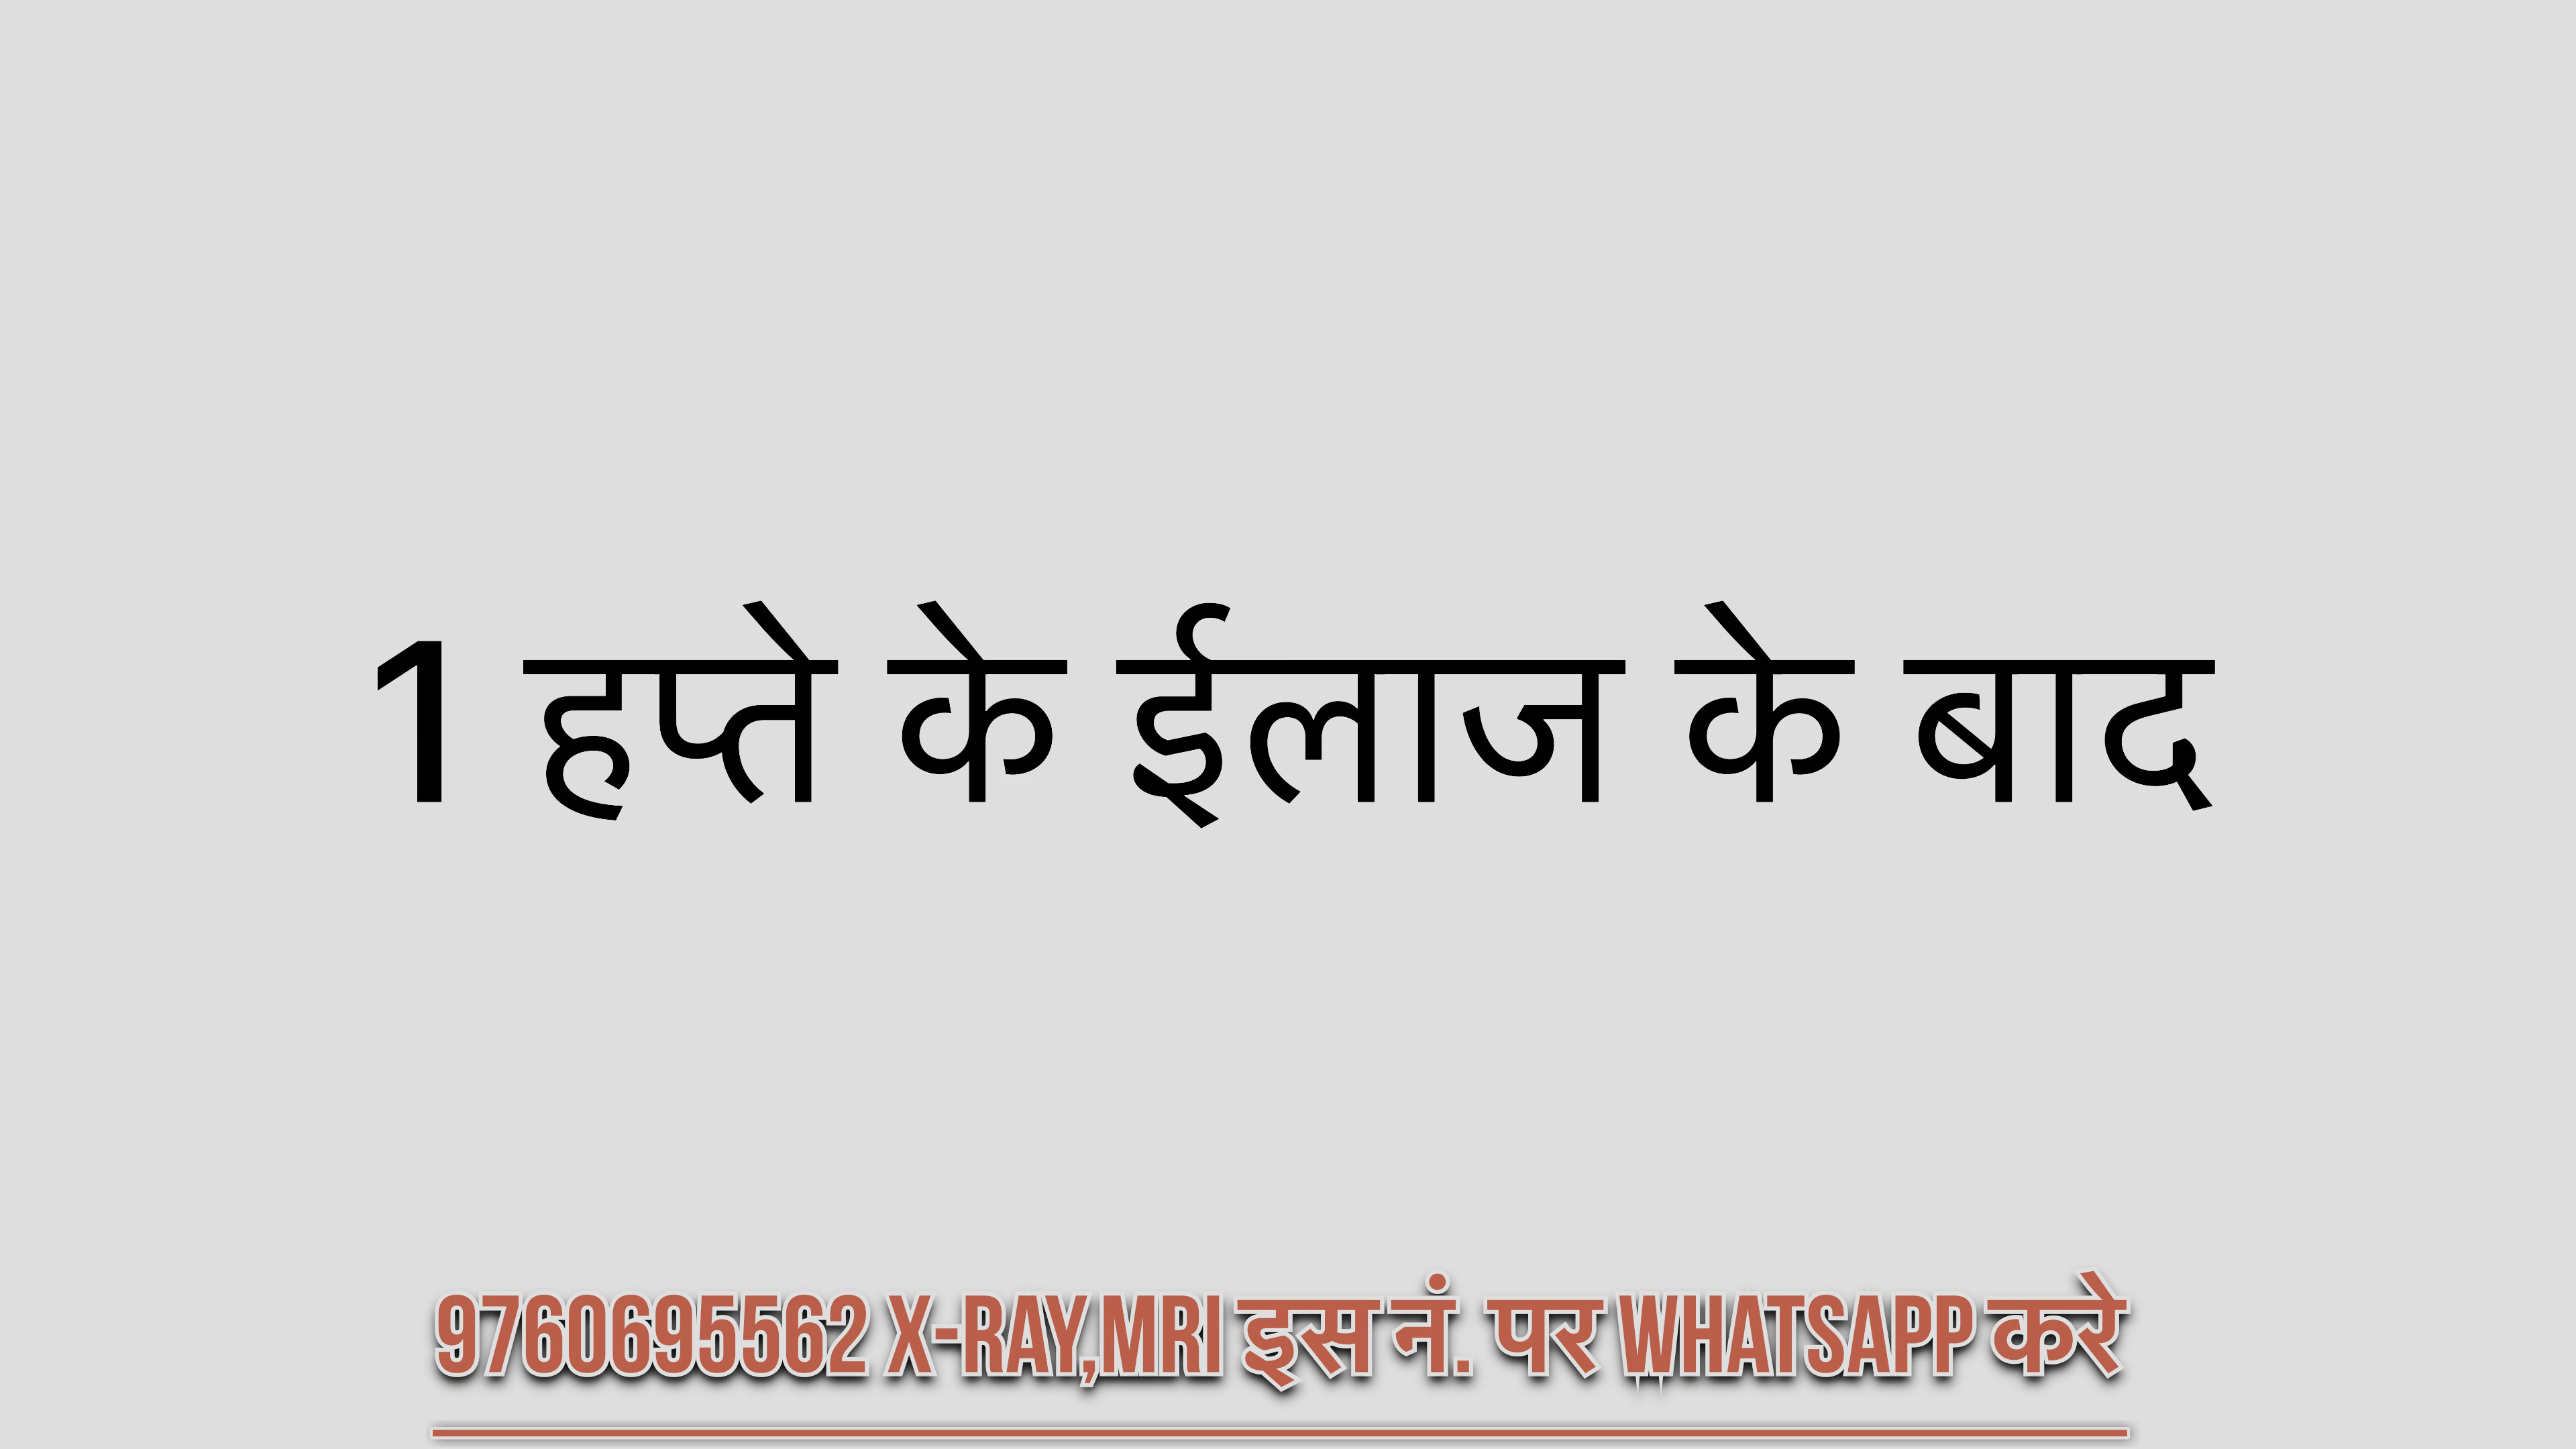 1 हप्ते के ईलाज के बाद
9760695562 X-RAY,MRI इस नं. पर WHATSAPP करे